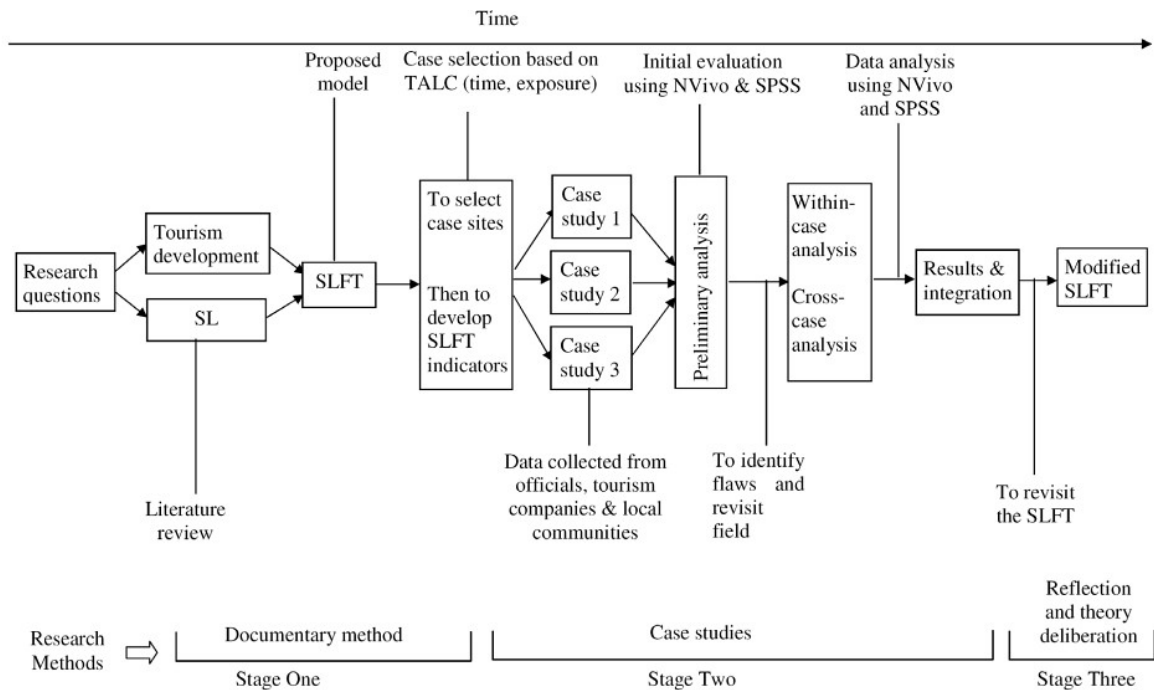 Time
Proposed
model
Case selection based on
TALC (time, exposure)
Initial evaluation
using NVivo & SPSS
Data analysis
using NVivo
and SPSS
Research
questions
Tourism
development
SL
SLFT
To select
case sites
Then to
develop
SLFT
indicators
Case
study 1
Case
study 2
Case
study 3
Preliminary analysis
Within-
case
analysis
Cross-
case
analysis
Results &
integration
Modified
SLFT
Literature
review
Data collected from
officials, tourism
companies & local
communities
To identify
flaws and
revisit
field
To revisit
the SLFT
Research
Methods
Documentary method
Stage One
Case studies
Stage Two
Reflection
and theory
deliberation
Stage Three